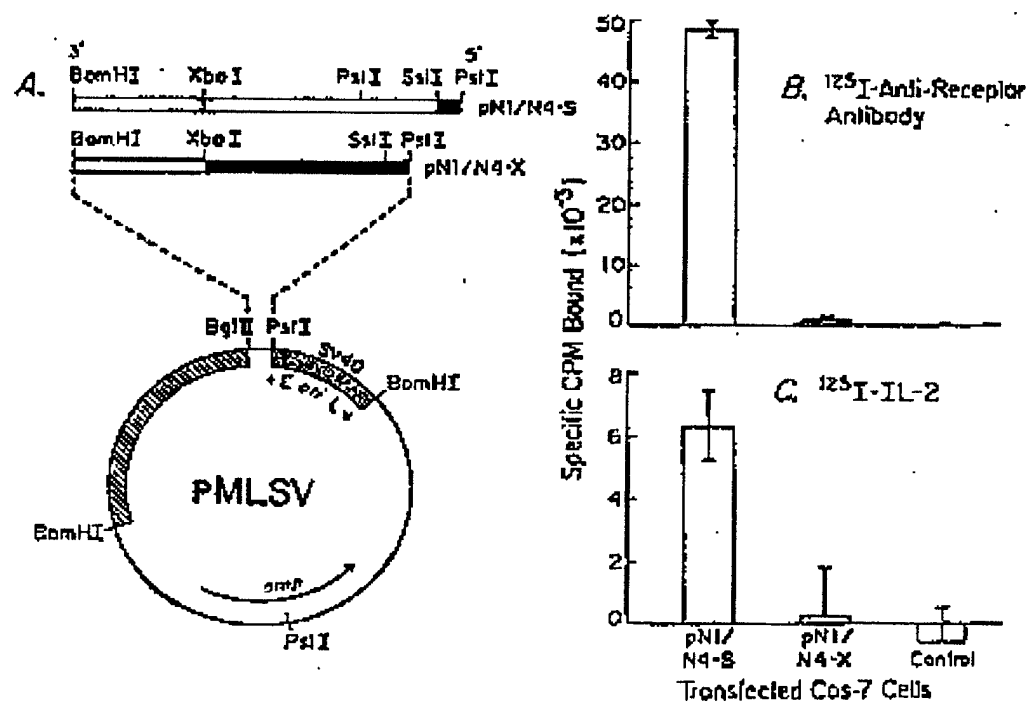 A.
3' 5'
BamHI XbaI PstI SstI PstI
pN1/N4-S
BamHI XbaI SstI PstI
pN1/N4-X
BglII PstI
SV40
+ E ori L
BamHI
pMLSV
BamHI
ampR
PstI
Specific CPM Bound (x10⁻³)
50
40
30
20
10
0
B. ¹²⁵I-Anti-Receptor
Antibody
8
6
4
2
0
C. ¹²⁵I-IL-2
pN1/
N4-S
pN1/
N4-X
Control
Transfected Cos-7 Cells